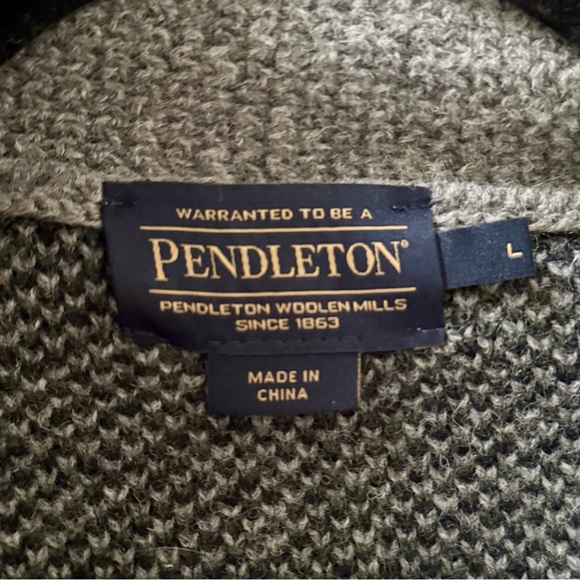 WARRANTED TO BE A
PENDLETON®
PENDLETON WOOLEN MILLS
SINCE 1863
L
MADE IN
CHINA